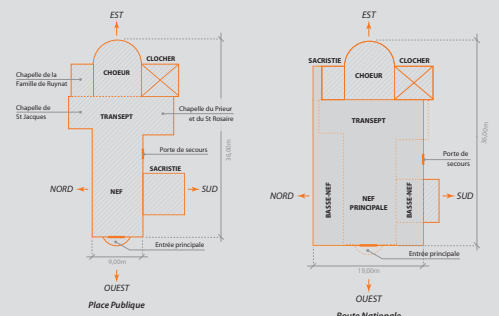 EST
CLOCHER
CHOEUR
Chapelle de la
Famille de Ruynat
Chapelle de
St Jacques
TRANSEPT
Chapelle du Prieur
et du St Rosaire
Porte de secours
SACRISTIE
36,00m
NORD
SUD
NEF
Entrée principale
9,00m
OUEST
Place Publique
EST
SACRISTIE
CLOCHER
CHOEUR
TRANSEPT
Porte de
secours
36,00m
NORD
SUD
BASSE-NEF
NEF
PRINCIPALE
BASSE-NEF
Entrée principale
19,00m
OUEST
Route Nationale